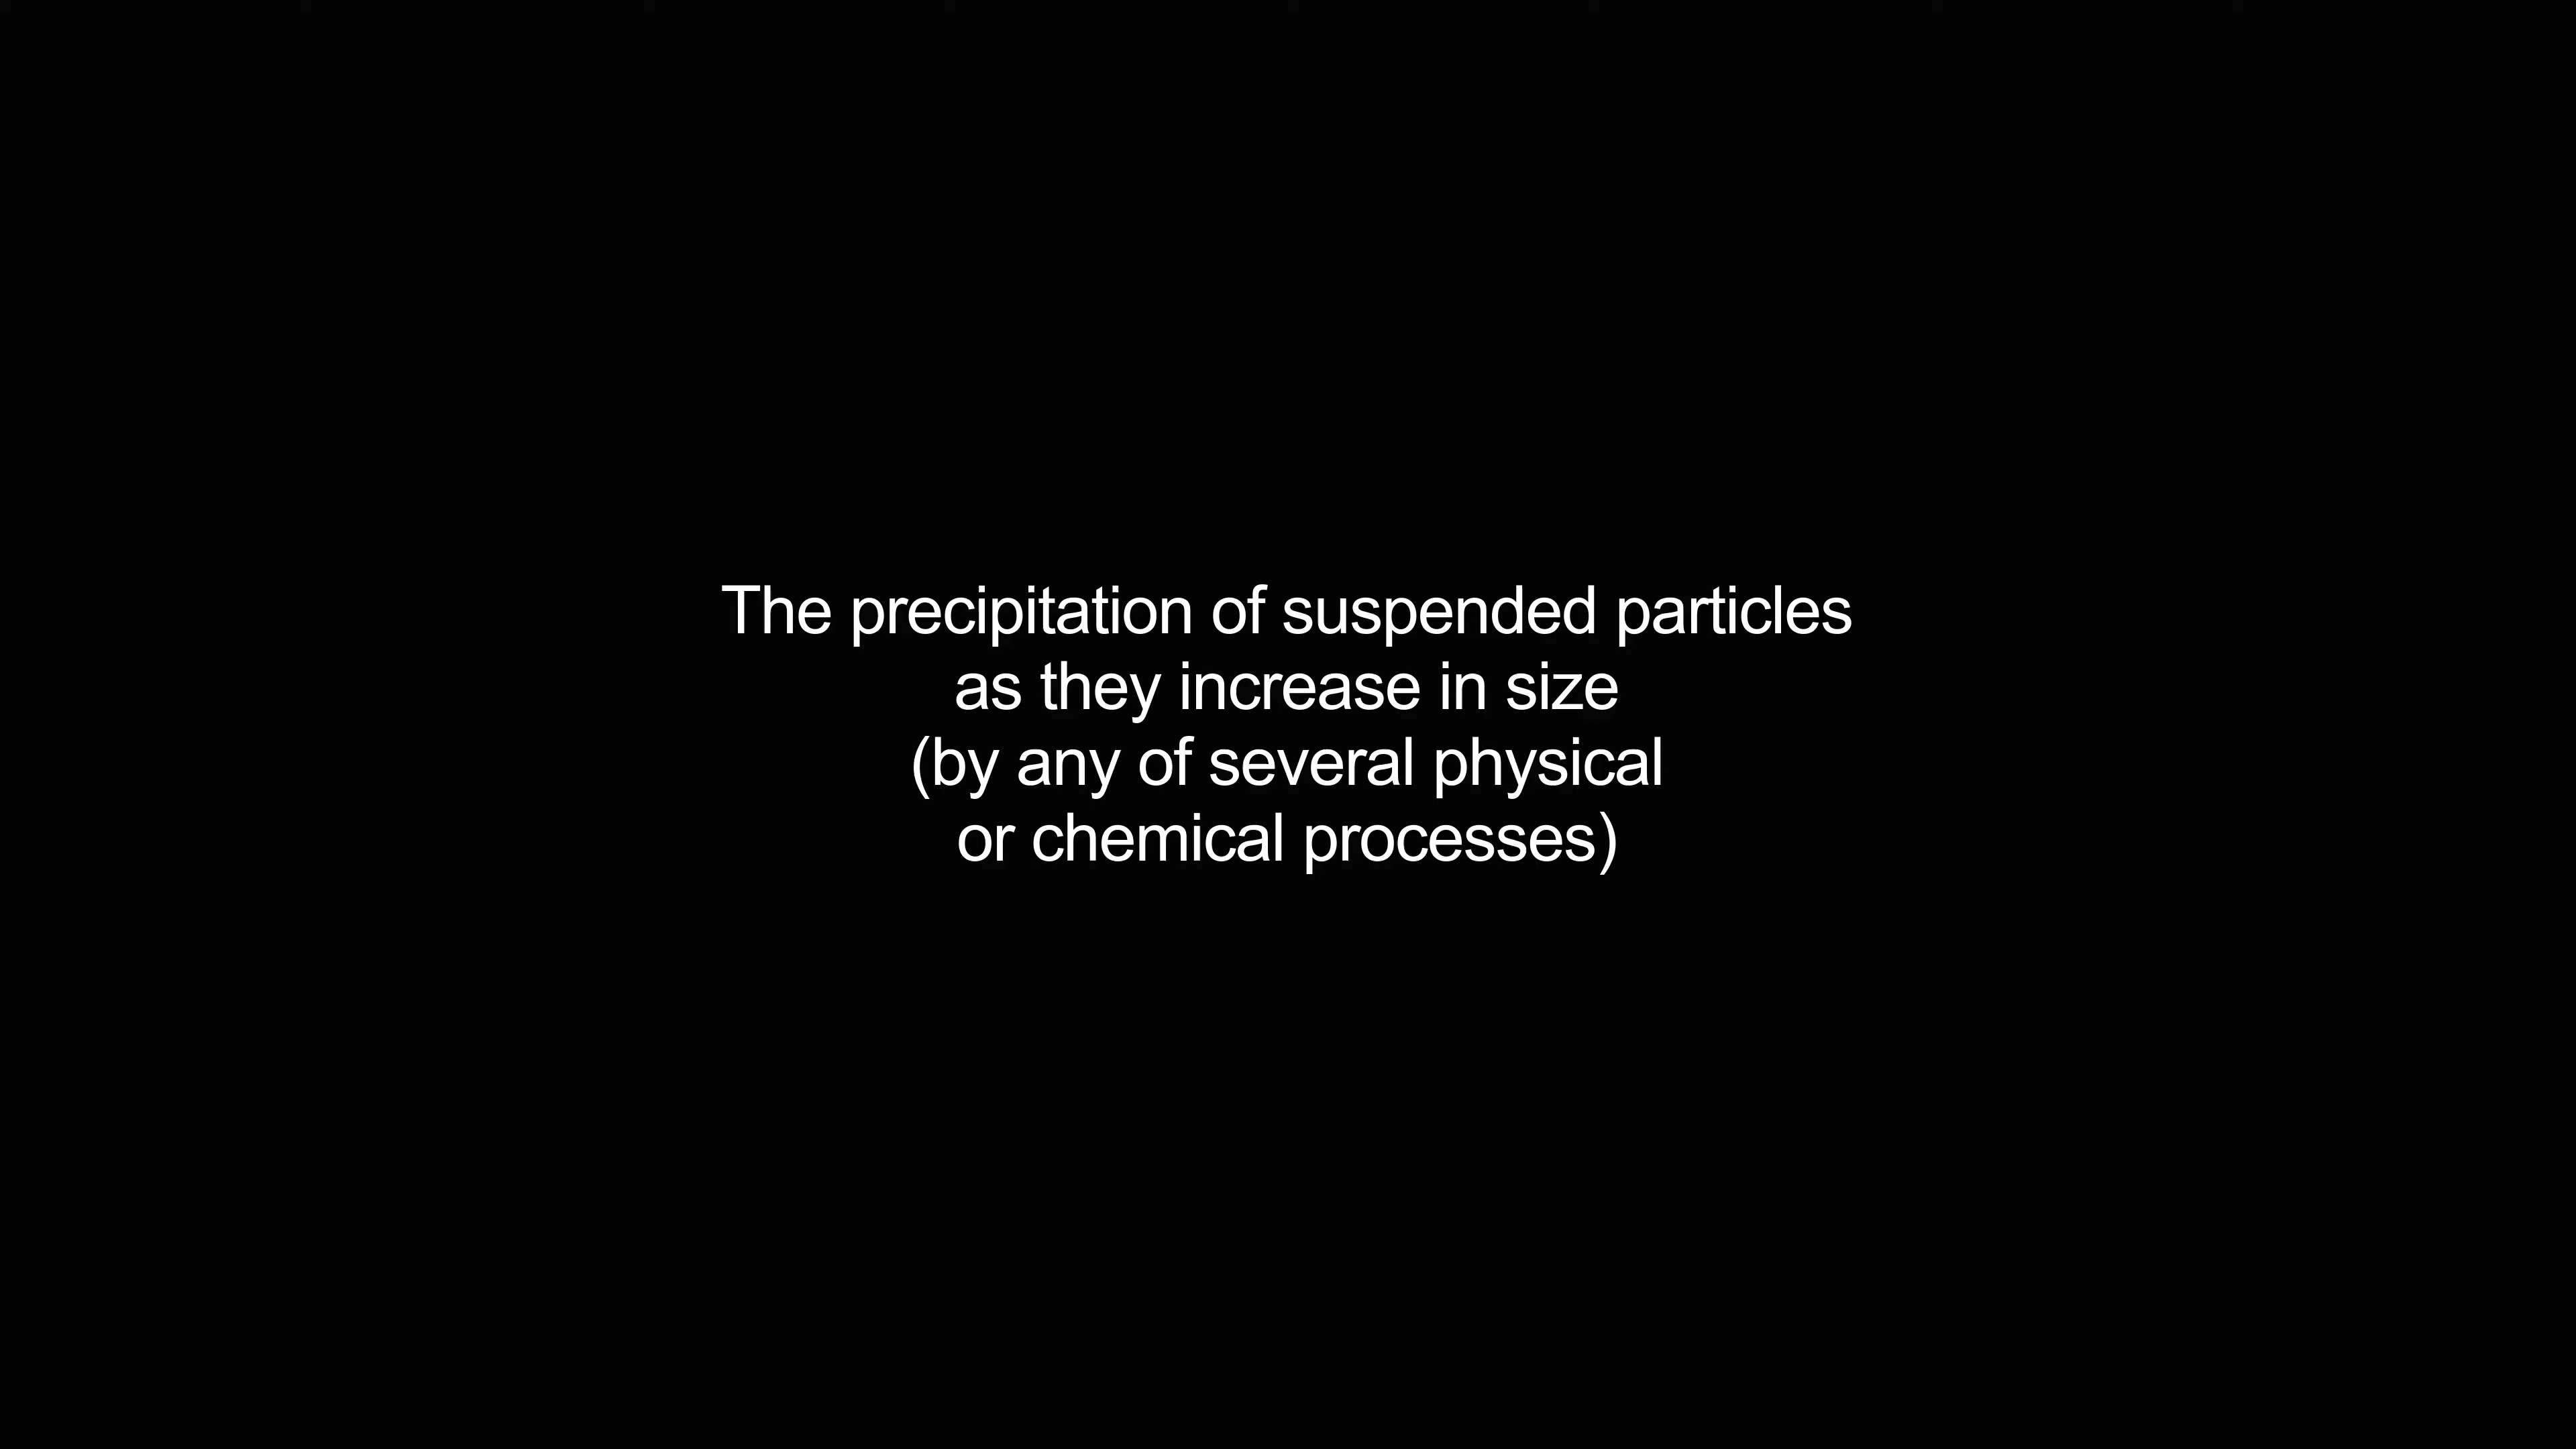 The precipitation of suspended particles
as they increase in size
(by any of several physical
or chemical processes)